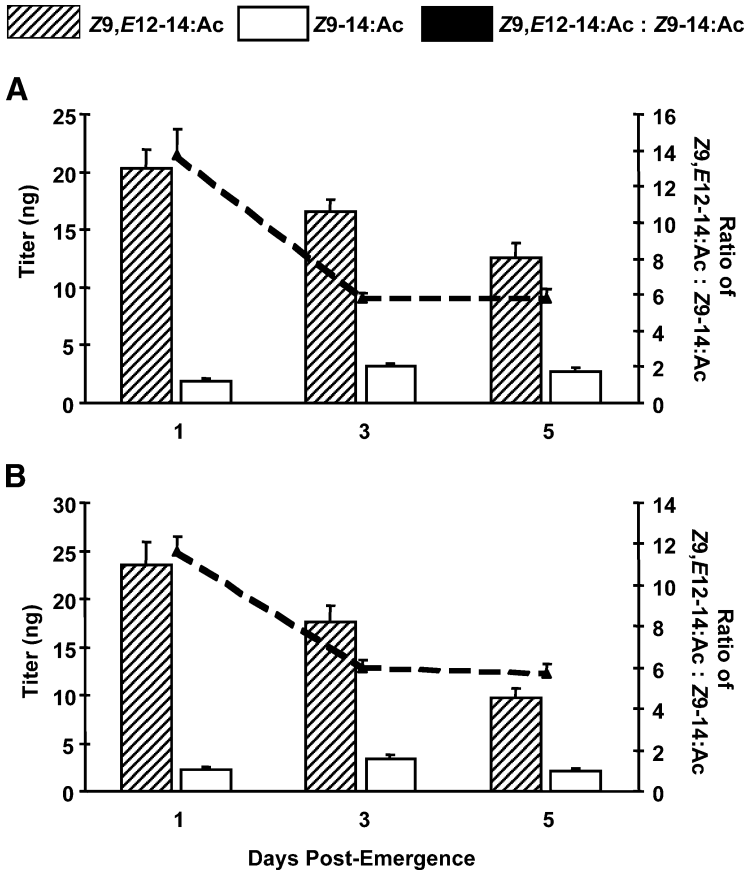 Z9,E12-14:Ac Z9-14:Ac Z9,E12-14:Ac : Z9-14:Ac
A
25
20
15
10
5
0
Titer (ng)
16
14
12
10
8
6
4
2
0
Ratio of
Z9,E12-14:Ac : Z9-14:Ac
1 3 5
B
30
25
20
15
10
5
0
Titer (ng)
14
12
10
8
6
4
2
0
Ratio of
Z9,E12-14:Ac : Z9-14:Ac
1 3 5
Days Post-Emergence